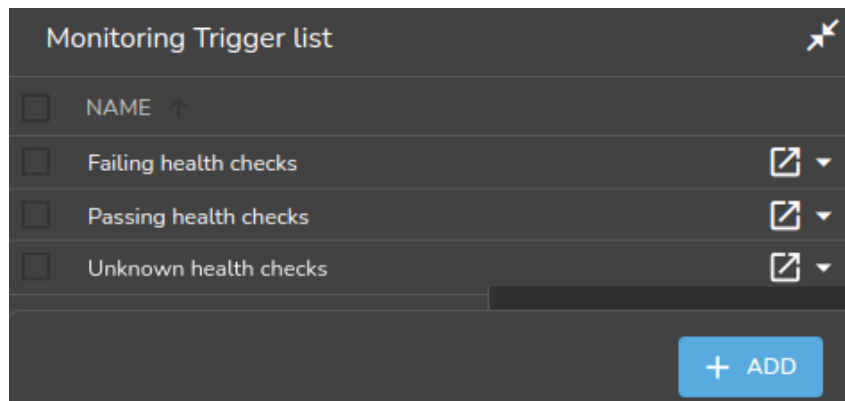 Monitoring Trigger list
NAME
Failing health checks
Passing health checks
Unknown health checks
+ ADD